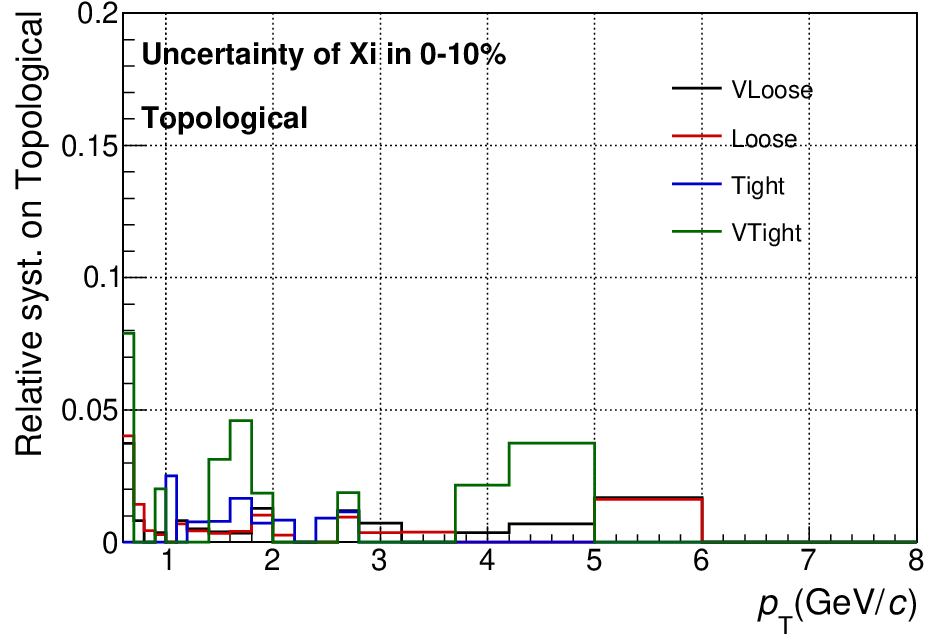 Uncertainty of Xi in 0-10%
Topological
VLoose
Loose
Tight
VTight
Relative syst. on Topological
0.2
0.15
0.1
0.05
0
1 2 3 4 5 6 7 8
p_T(GeV/c)